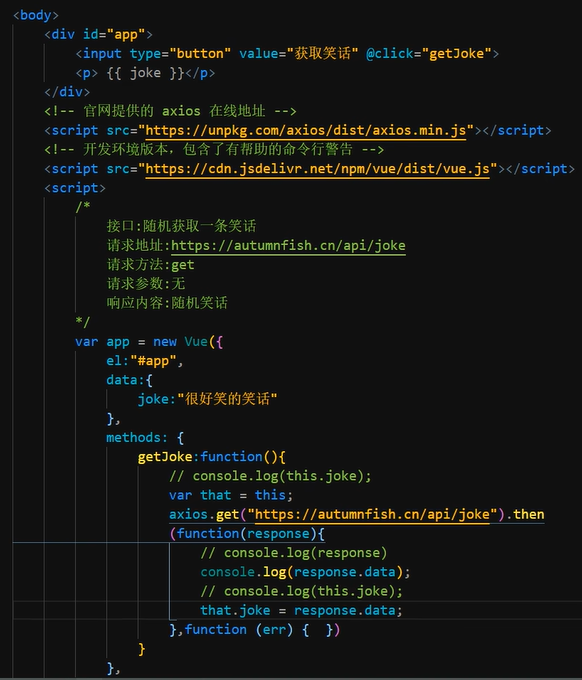 <body>
<div id="app">
<input type="button" value="获取笑话" @click="getJoke">
<p> {{ joke }}</p>
</div>
<!-- 官网提供的 axios 在线地址 -->
<script src="https://unpkg.com/axios/dist/axios.min.js"></script>
<!-- 开发环境版本，包含了有帮助的命令行警告 -->
<script src="https://cdn.jsdelivr.net/npm/vue/dist/vue.js"></script>
<script>
/*
接口:随机获取一条笑话
请求地址:https://autumnfish.cn/api/joke
请求方法:get
请求参数:无
响应内容:随机笑话
*/
var app = new Vue({
el:"#app",
data:{
joke:"很好笑的笑话"
},
methods: {
getJoke:function(){
// console.log(this.joke);
var that = this;
axios.get("https://autumnfish.cn/api/joke").then
(function(response){
// console.log(response)
console.log(response.data);
// console.log(this.joke);
that.joke = response.data;
},function (err) {  })
}
},